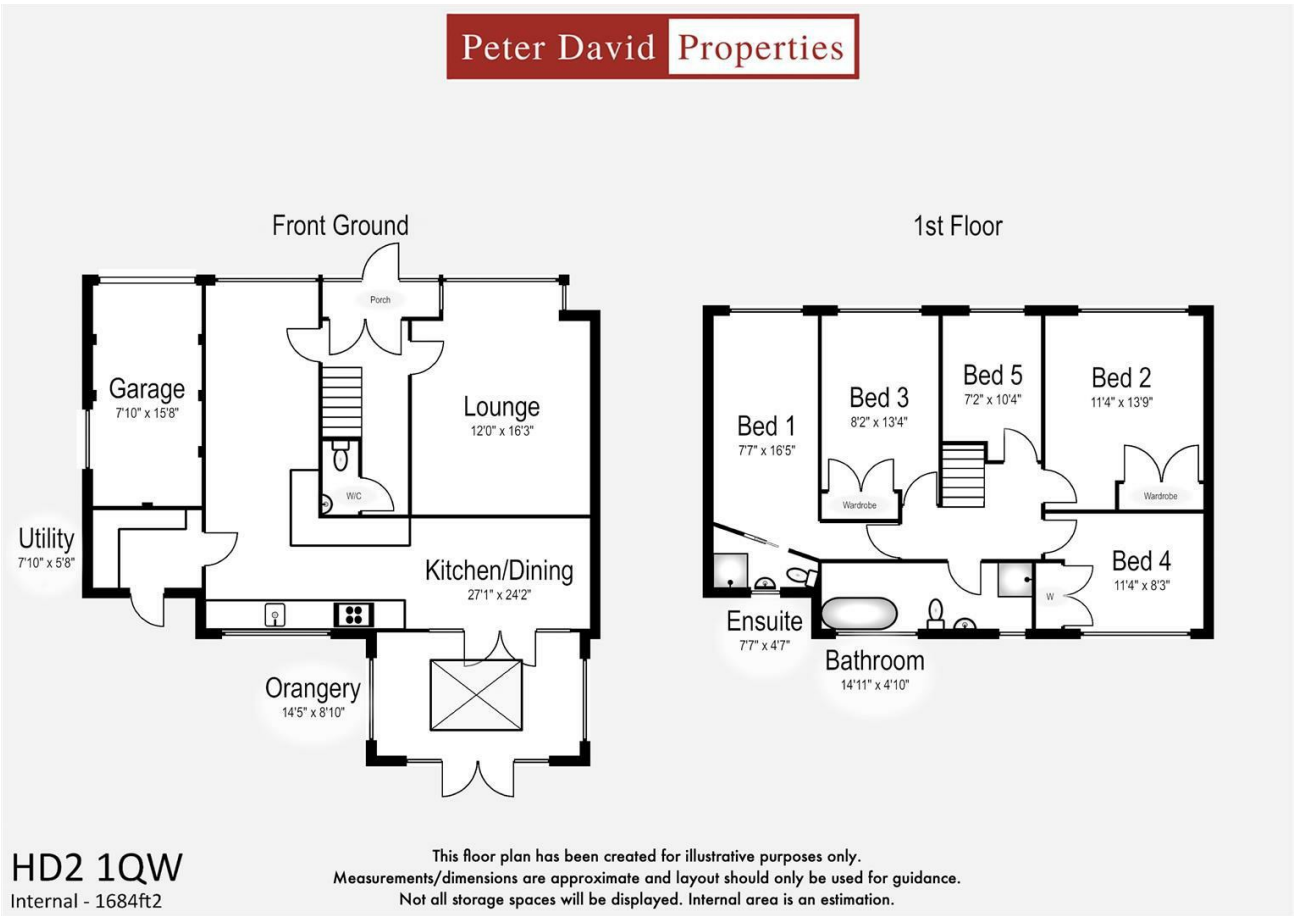 Peter David Properties
Front Ground
1st Floor
Porch
Garage
7'10" x 15'8"
Lounge
12'0" x 16'3"
W/C
Utility
7'10" x 5'8"
Kitchen/Dining
27'1" x 24'2"
Orangery
14'5" x 8'10"
Bed 1
7'7" x 16'5"
Bed 3
8'2" x 13'4"
Wardrobe
Bed 5
7'2" x 10'4"
Bed 2
11'4" x 13'9"
Wardrobe
Bed 4
11'4" x 8'3"
W
Ensuite
7'7" x 4'7"
Bathroom
14'11" x 4'10"
HD2 1QW
Internal - 1684ft2
This floor plan has been created for illustrative purposes only.
Measurements/dimensions are approximate and layout should only be used for guidance.
Not all storage spaces will be displayed. Internal area is an estimation.